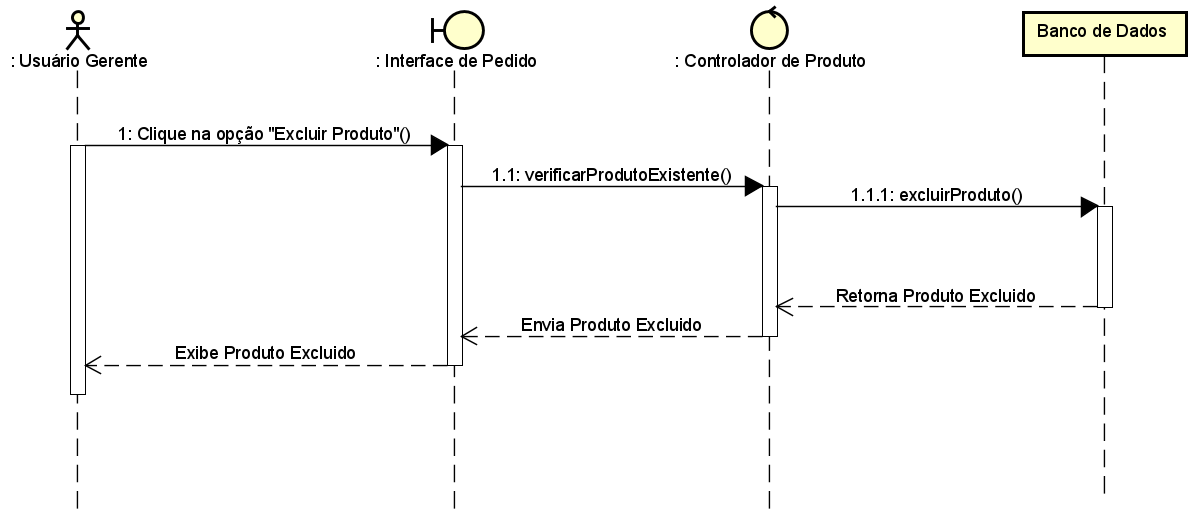 Banco de Dados
: Usuário Gerente
: Interface de Pedido
: Controlador de Produto
1: Clique na opção "Excluir Produto"()
1.1: verificarProdutoExistente()
1.1.1: excluirProduto()
Retorna Produto Excluido
Envia Produto Excluido
Exibe Produto Excluido